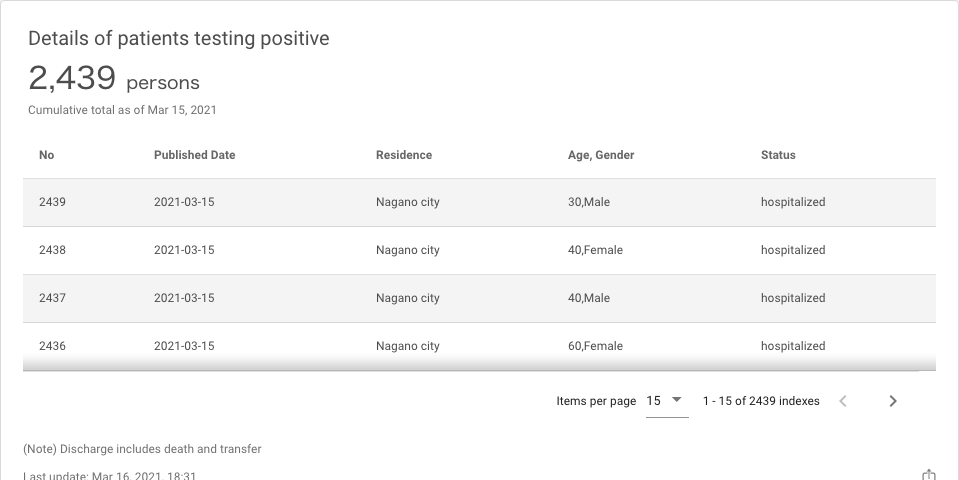 Details of patients testing positive
2,439 persons
Cumulative total as of Mar 15, 2021
No Published Date Residence Age, Gender Status
2439 2021-03-15 Nagano city 30,Male hospitalized
2438 2021-03-15 Nagano city 40,Female hospitalized
2437 2021-03-15 Nagano city 40,Male hospitalized
2436 2021-03-15 Nagano city 60,Female hospitalized
Items per page 15 1 - 15 of 2439 indexes
(Note) Discharge includes death and transfer
Last update: Mar 16, 2021, 18:31